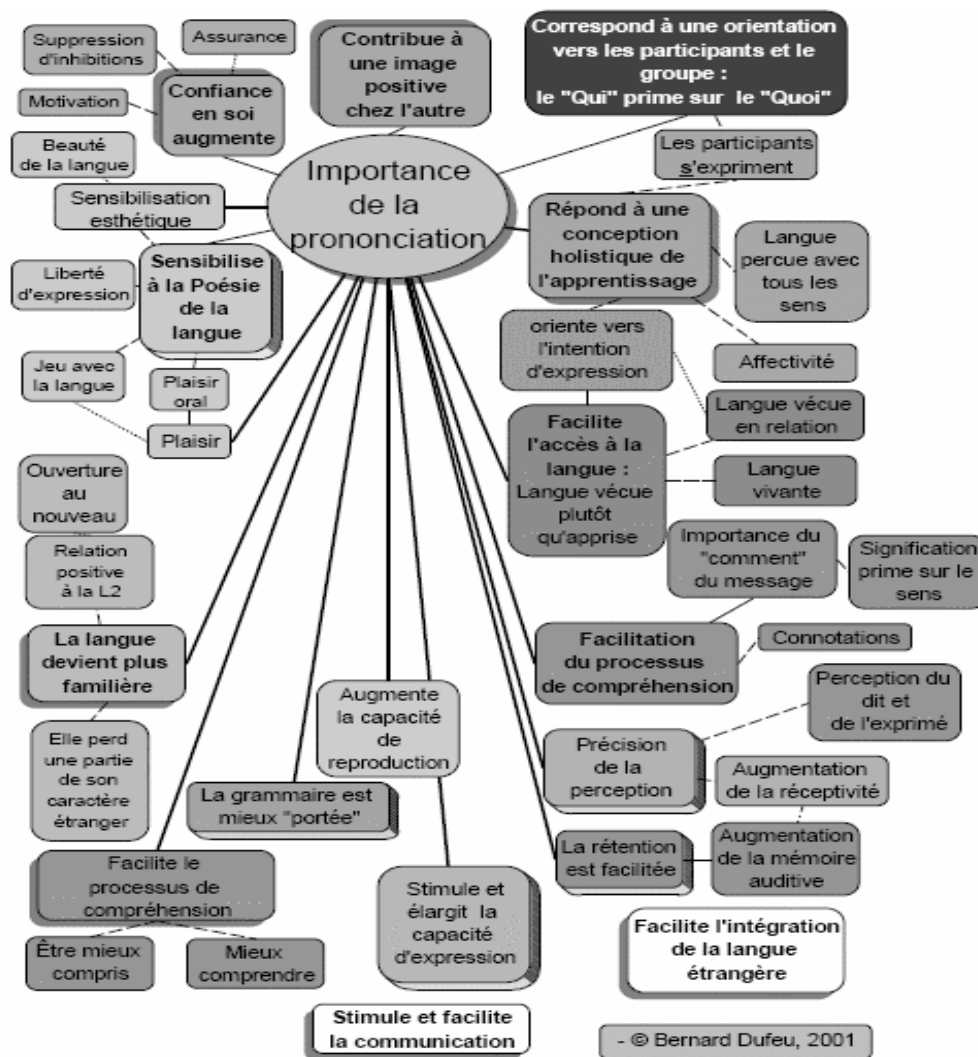 Suppression
d'inhibitions
Assurance
Motivation
Confiance
en soi
augmente
Contribue à
une image
positive
chez l'autre
Correspond à une orientation
vers les participants et le
groupe :
le "Qui" prime sur le "Quoi"
Les participants
s'expriment
Importance
de la
prononciation
Beauté
de la langue
Sensibilisation
esthétique
Liberté
d'expression
Sensibilise
à la Poésie
de la
langue
Jeu avec
la langue
Plaisir
oral
Plaisir
Répond à une
conception
holistique de
l'apprentissage
Langue
percue avec
tous les
sens
Affectivité
oriente vers
l'intention
d'expression
Langue vécue
en relation
Facilite
l'accès à la
langue :
Langue vécue
plutôt
qu'apprise
Langue
vivante
Importance du
"comment"
du message
Signification
prime sur le
sens
Facilitation
du processus
de compréhension
Connotations
Ouverture
au
nouveau
Relation
positive
à la L2
La langue
devient plus
familière
Elle perd
une partie
de son
caractère
étranger
Augmente
la capacité
de
reproduction
La grammaire est
mieux "portée"
Perception du
dit et
de l'exprimé
Précision
de la
perception
Augmentation
de la réceptivité
La rétention
est facilitée
Augmentation
de la mémoire
auditive
Facilite le
processus de
compréhension
Être mieux
compris
Mieux
comprendre
Stimule et
élargit la
capacité
d'expression
Facilite l'intégration
de la langue
étrangère
Stimule et facilite
la communication
- © Bernard Dufeu, 2001